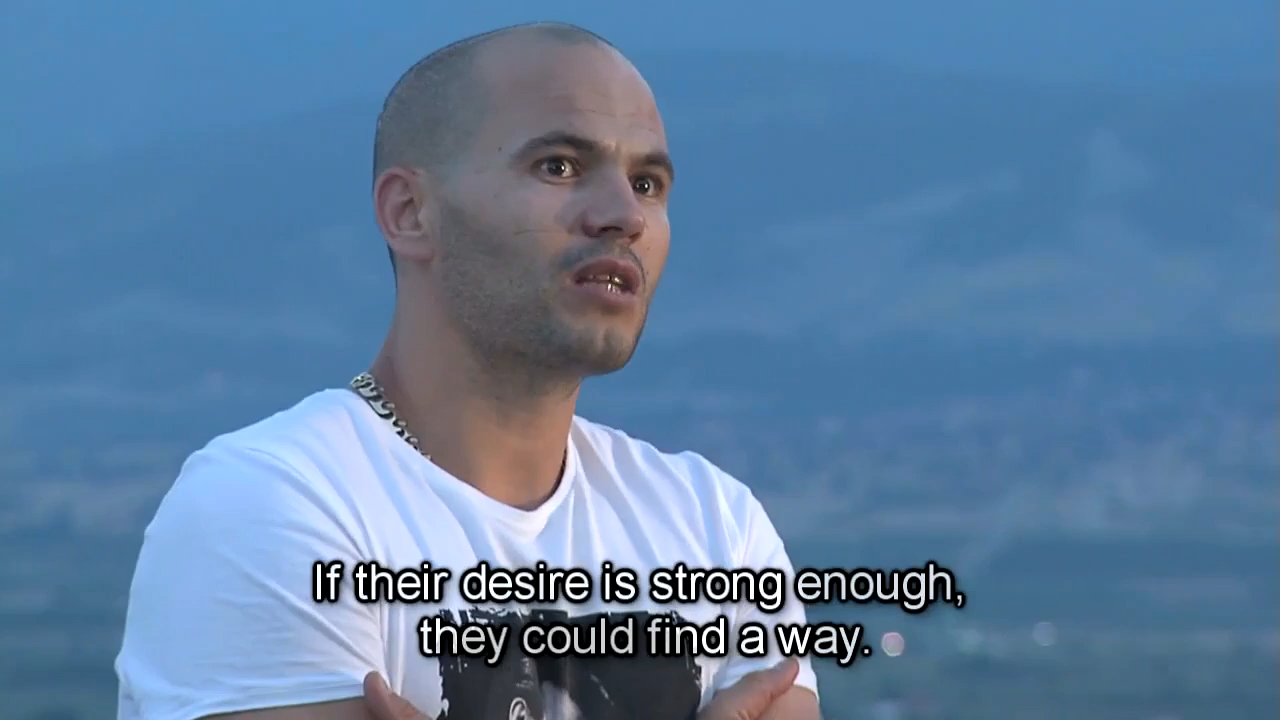 If their desire is strong enough,
they could find a way.